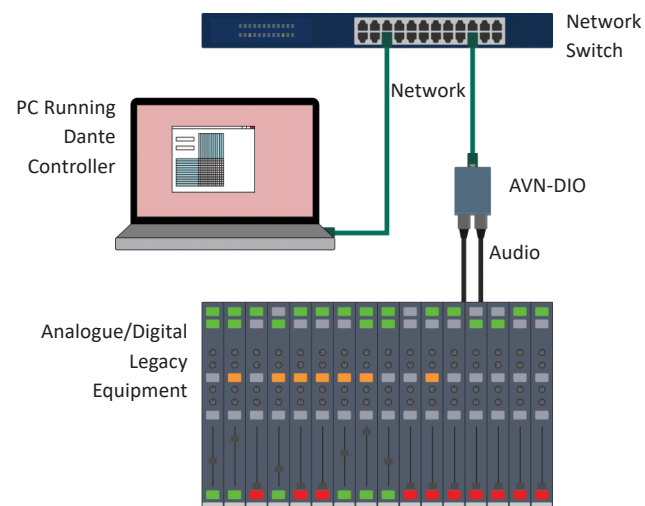 Network
Switch
Network
PC Running
Dante
Controller
AVN-DIO
Audio
Analogue/Digital
Legacy
Equipment